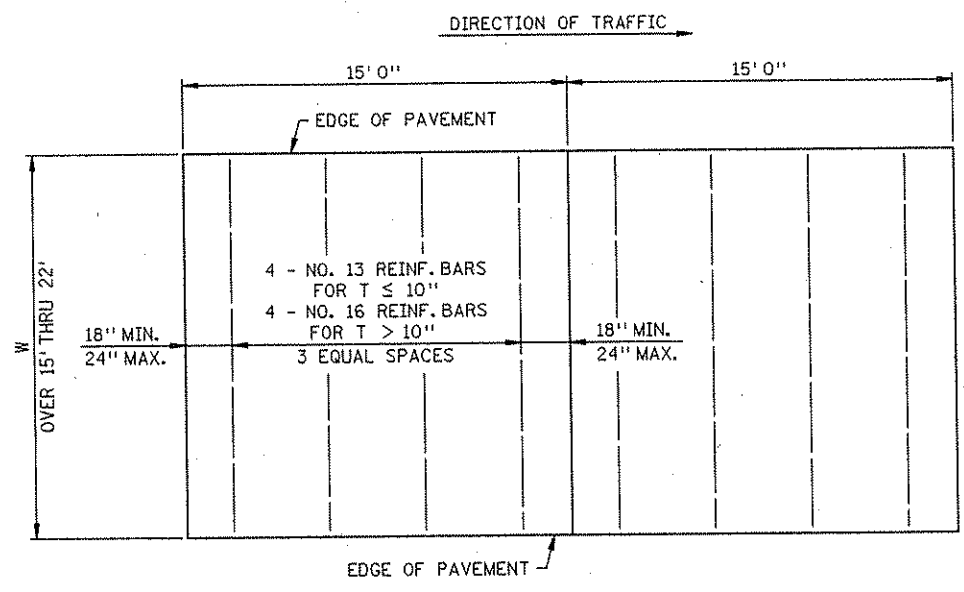 DIRECTION OF TRAFFIC
15' 0"
15' 0"
EDGE OF PAVEMENT
W
OVER 15' THRU 22'
4 - NO. 13 REINF. BARS
FOR T ≤ 10"
4 - NO. 16 REINF. BARS
FOR T > 10"
3 EQUAL SPACES
18" MIN.
24" MAX.
18" MIN.
24" MAX.
EDGE OF PAVEMENT